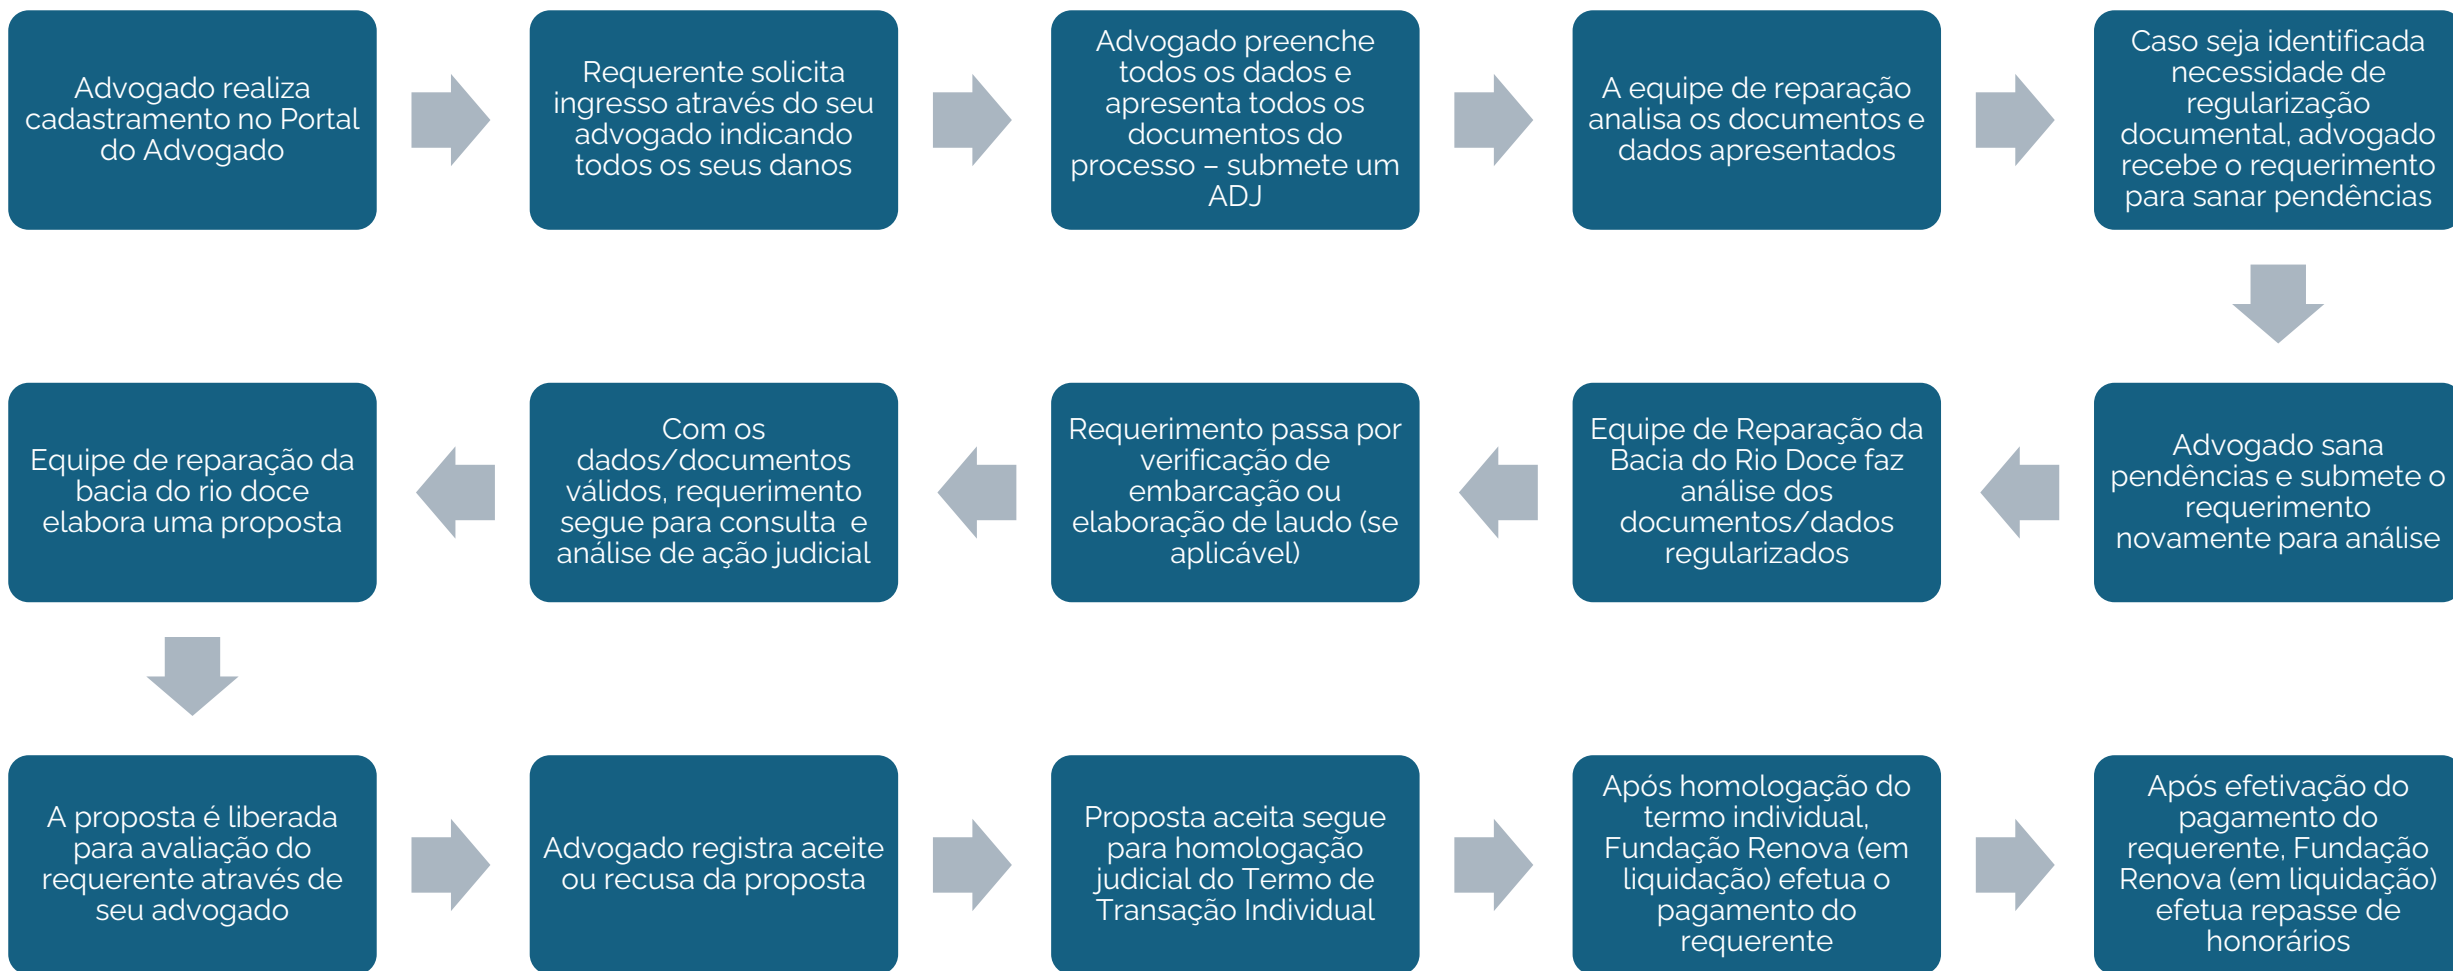 Advogado realiza
cadastramento no Portal
do Advogado
Requerente solicita
ingresso através do seu
advogado indicando
todos os seus danos
Advogado preenche
todos os dados e
apresenta todos os
documentos do
processo – submete um
ADJ
A equipe de reparação
analisa os documentos e
dados apresentados
Caso seja identificada
necessidade de
regularização
documental, advogado
recebe o requerimento
para sanar pendências
Advogado sana
pendências e submete o
requerimento
novamente para análise
Equipe de Reparação da
Bacia do Rio Doce faz
análise dos
documentos/dados
regularizados
Requerimento passa por
verificação de
embarcação ou
elaboração de laudo (se
aplicável)
Com os
dados/documentos
válidos, requerimento
segue para consulta e
análise de ação judicial
Equipe de reparação da
bacia do rio doce
elabora uma proposta
A proposta é liberada
para avaliação do
requerente através de
seu advogado
Advogado registra aceite
ou recusa da proposta
Proposta aceita segue
para homologação
judicial do Termo de
Transação Individual
Após homologação do
termo individual,
Fundação Renova (em
liquidação) efetua o
pagamento do
requerente
Após efetivação do
pagamento do
requerente, Fundação
Renova (em liquidação)
efetua repasse de
honorários